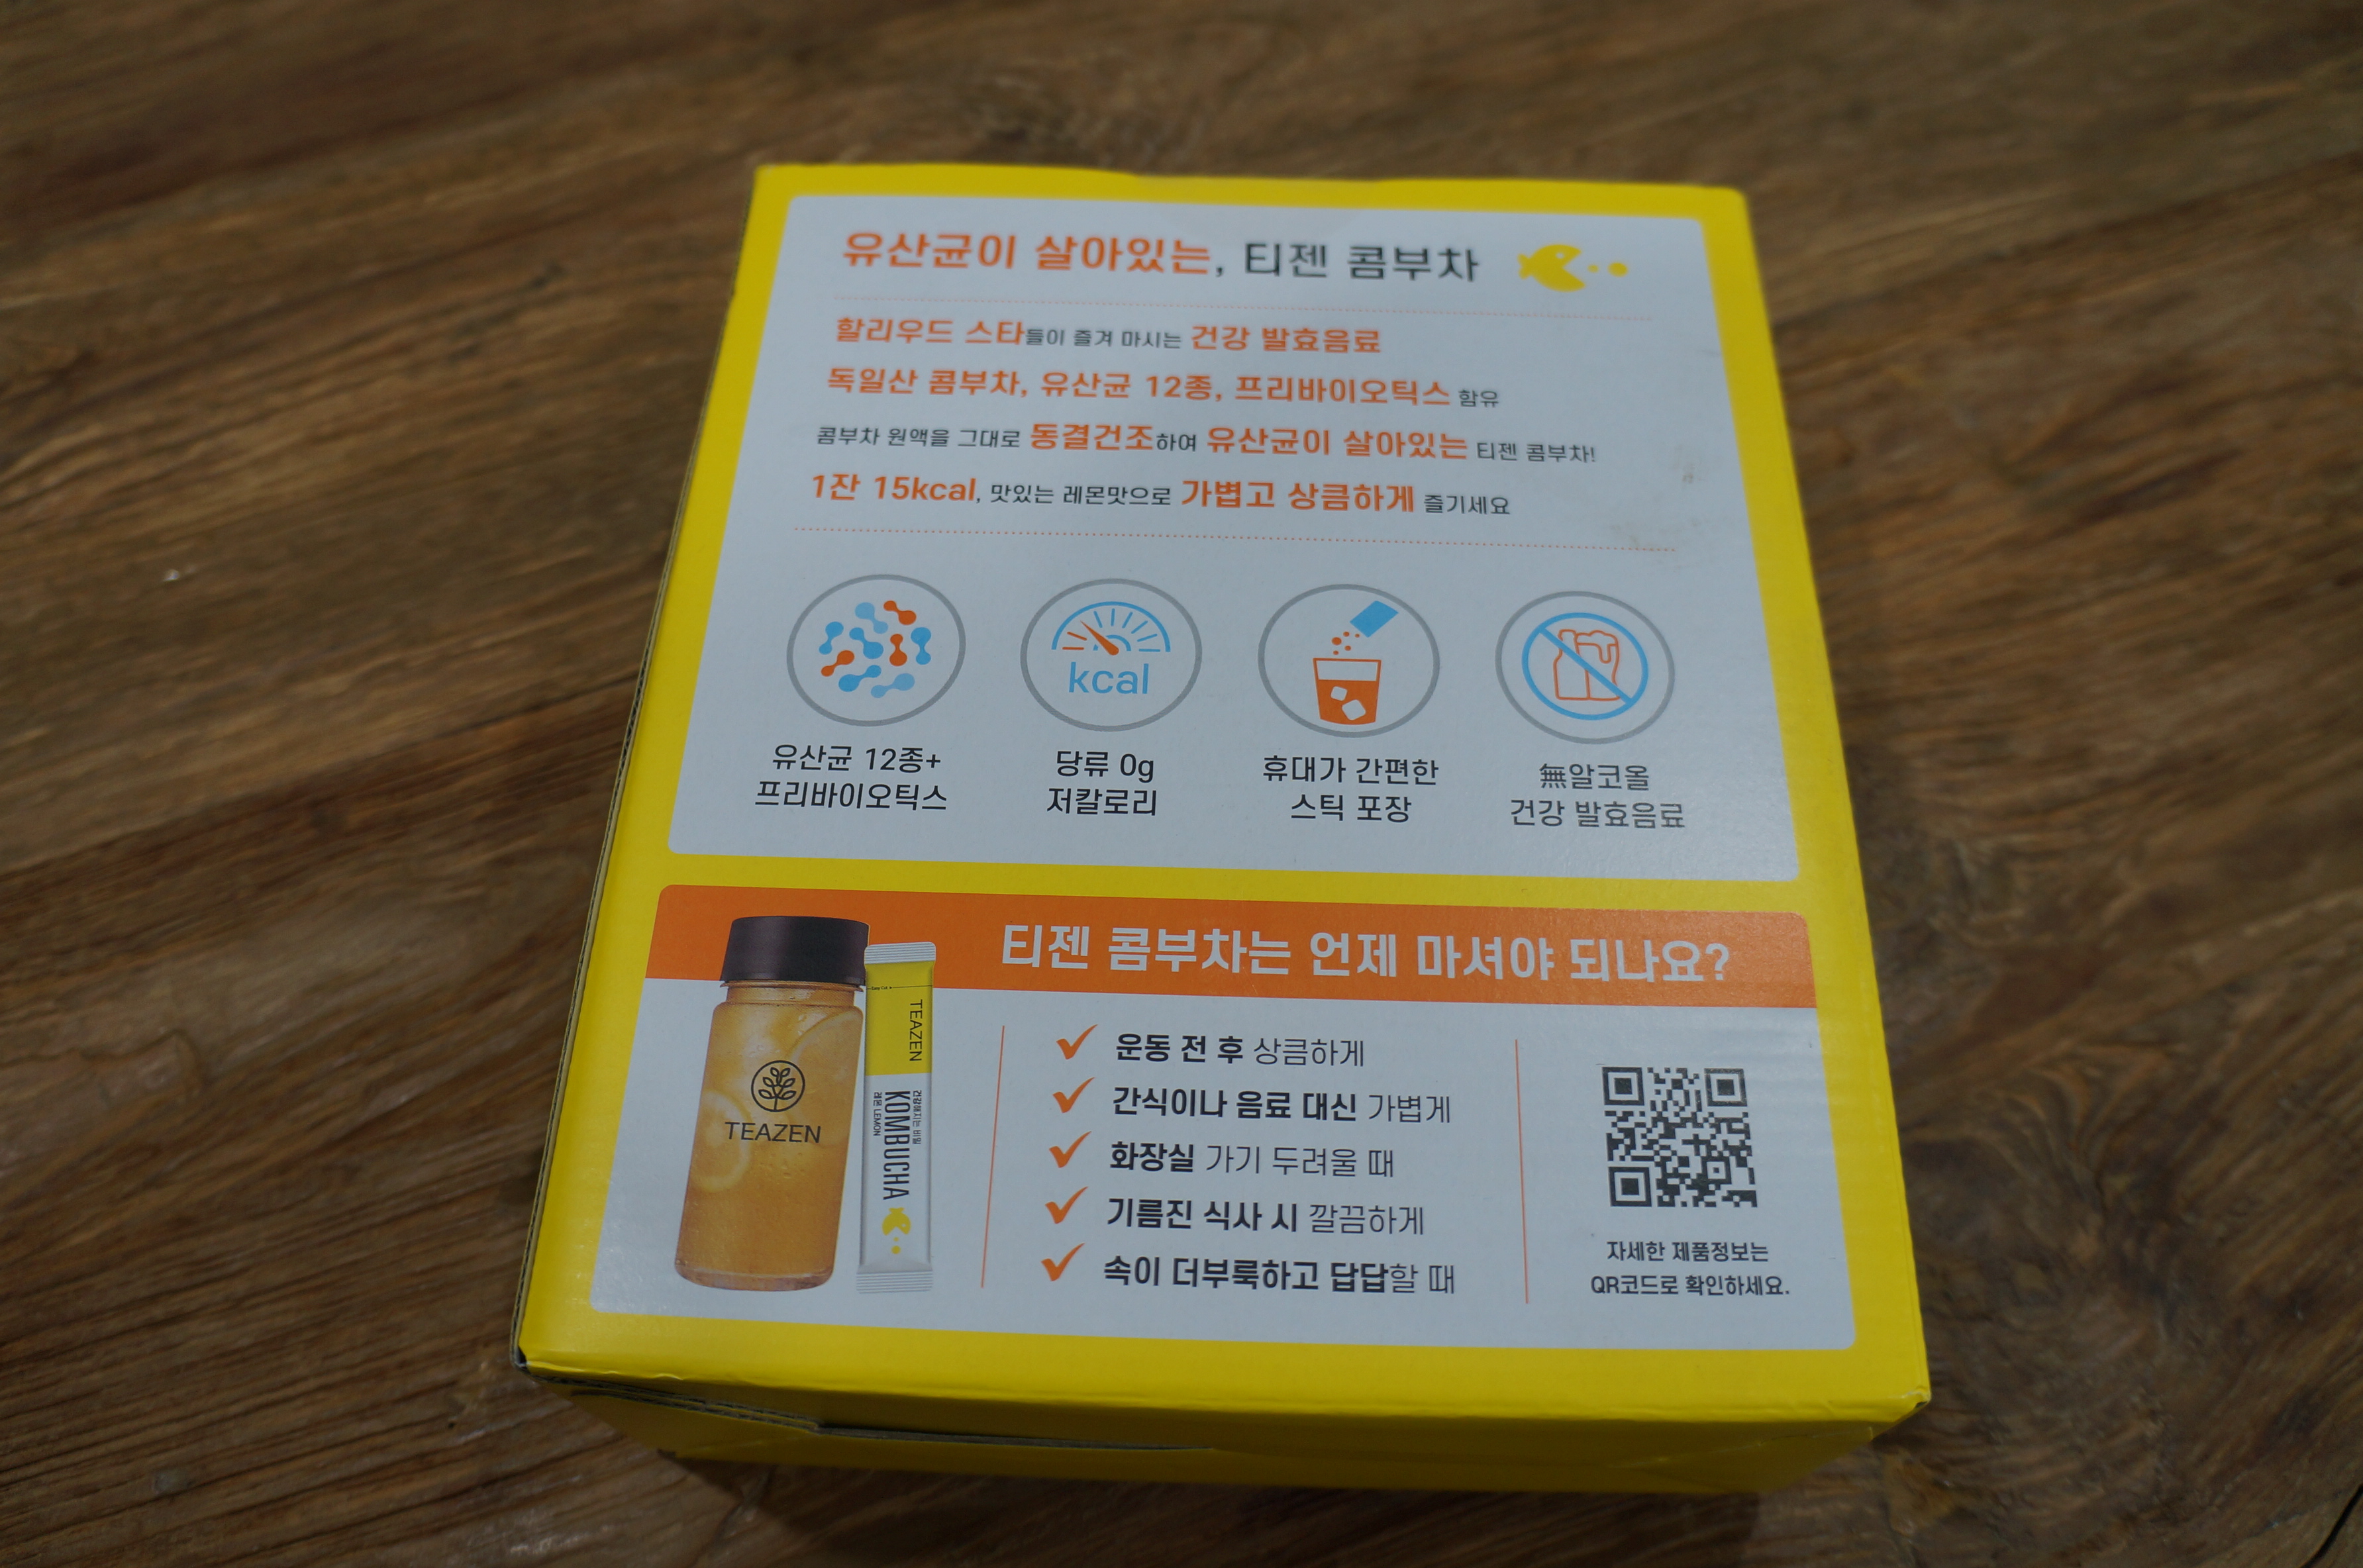 유산균이 살아있는, 티젠 콤부차
할리우드 스타들이 즐겨 마시는 건강 발효음료
독일산 콤부차, 유산균 12종, 프리바이오틱스 함유
콤부차 원액을 그대로 동결건조하여 유산균이 살아있는 티젠 콤부차!
1잔 15kcal, 맛있는 레몬맛으로 가볍고 상큼하게 즐기세요
kcal
유산균 12종+
프리바이오틱스
당류 0g
저칼로리
휴대가 간편한
스틱 포장
無알코올
건강 발효음료
티젠 콤부차는 언제 마셔야 되나요?
TEAZEN
TEAZEN
건강해지는 비밀
KOMBUCHA
레몬 LEMON
운동 전 후 상큼하게
간식이나 음료 대신 가볍게
화장실 가기 두려울 때
기름진 식사 시 깔끔하게
속이 더부룩하고 답답할 때
자세한 제품정보는
QR코드로 확인하세요.